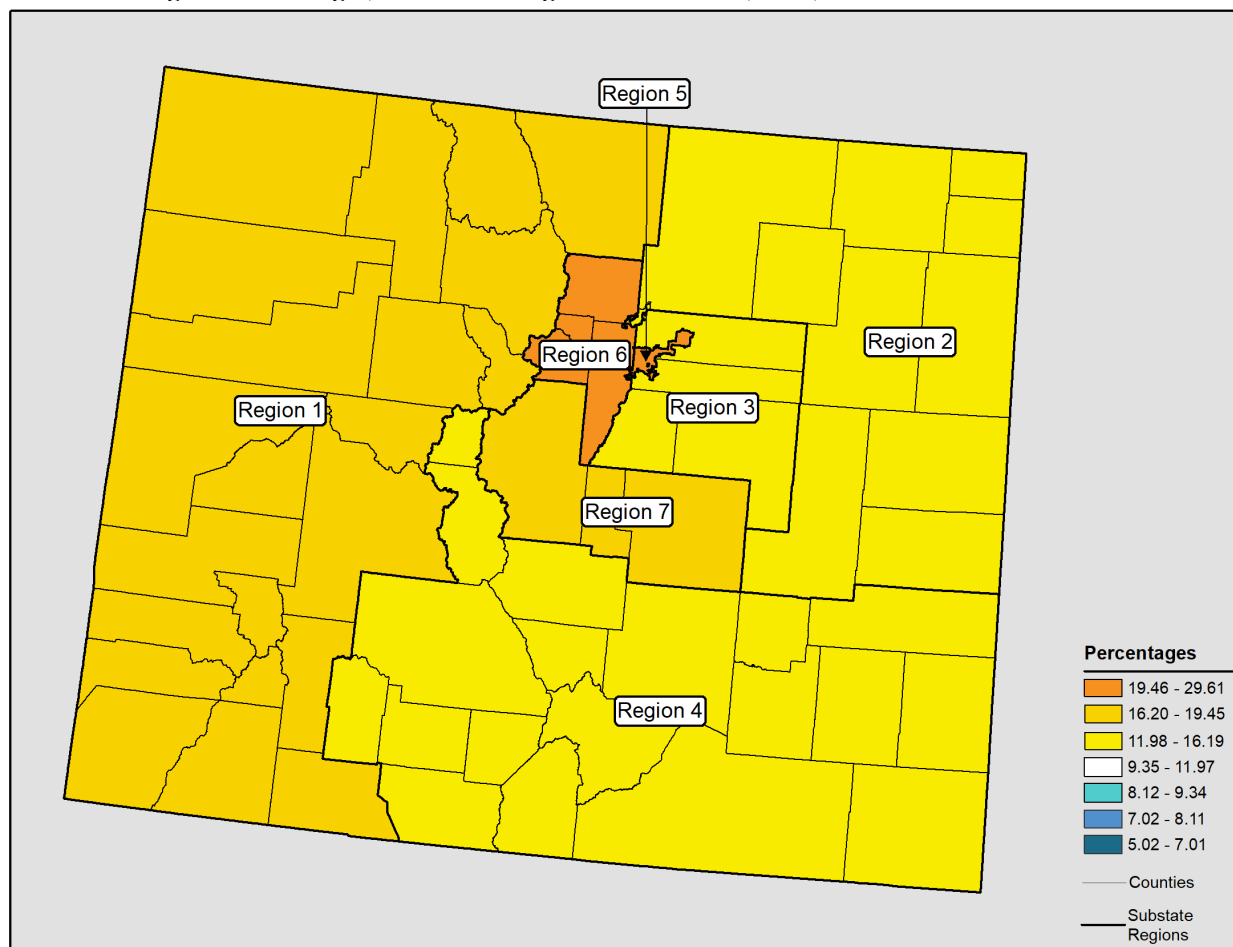 Region 5
Region 2
Region 6
Region 3
Region 1
Region 7
Region 4
Percentages
19.46 - 29.61
16.20 - 19.45
11.98 - 16.19
9.35 - 11.97
8.12 - 9.34
7.02 - 8.11
5.02 - 7.01
Counties
Substate
Regions